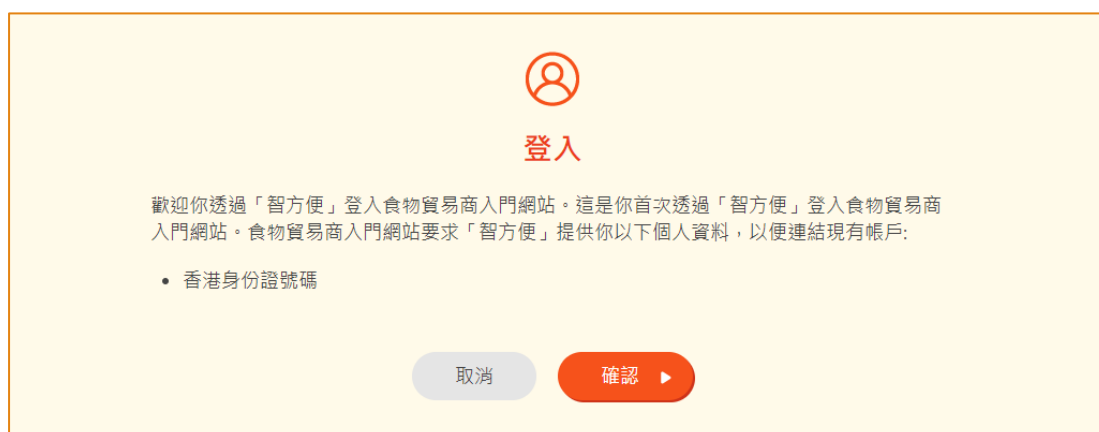 登入
歡迎你透過「智方便」登入食物貿易商入門網站。這是你首次透過「智方便」登入食物貿易商
入門網站。食物貿易商入門網站要求「智方便」提供你以下個人資料，以便連結現有帳戶:
• 香港身份證號碼
取消
確認